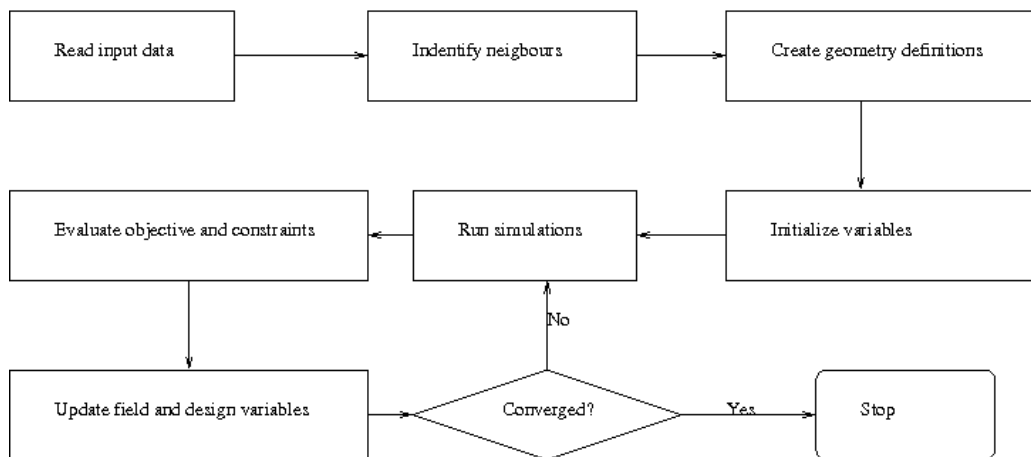 Read input data
Indentify neighbours
Create geometry definitions
Evaluate objective and constraints
Run simulations
Initialize variables
No
Update field and design variables
Converged?
Yes
Stop